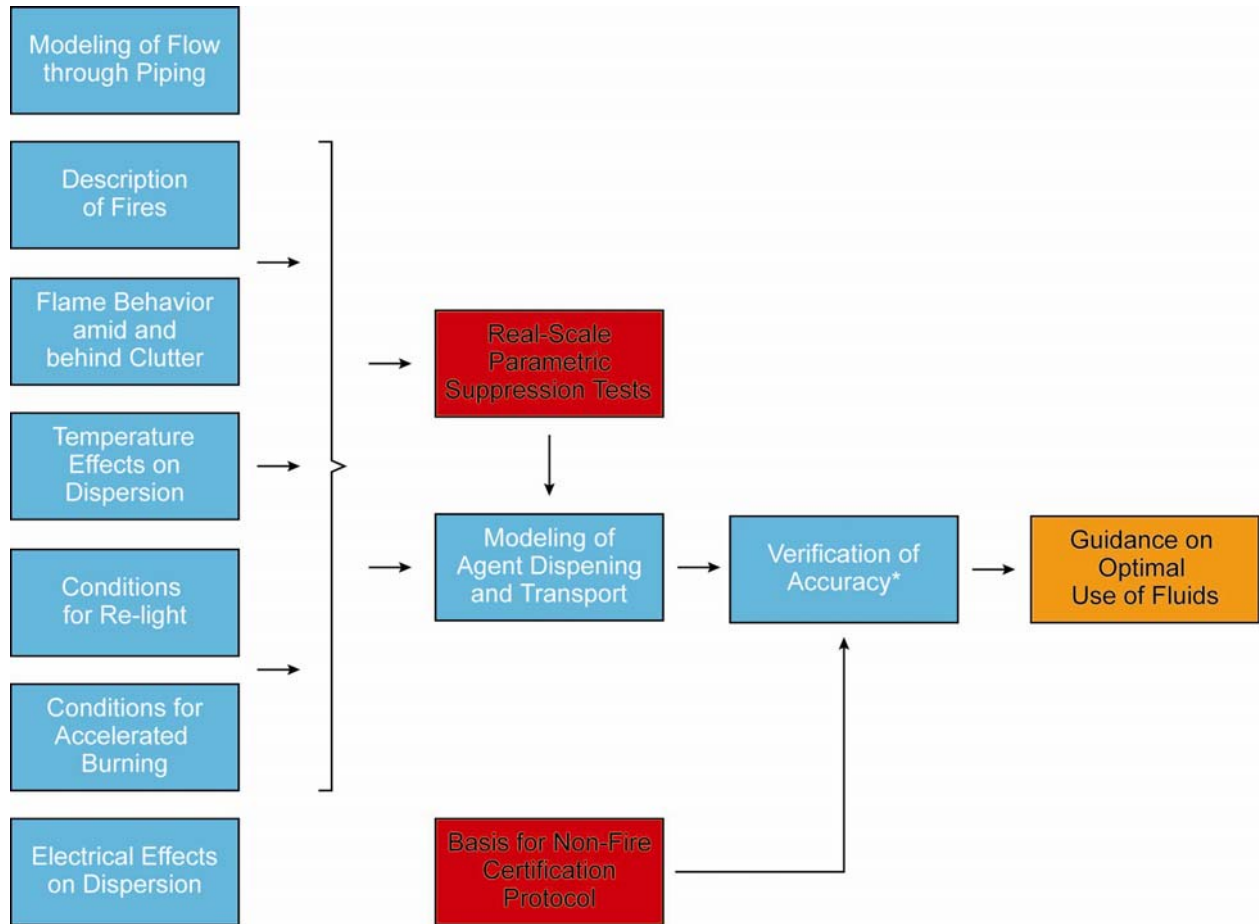 Modeling of Flow
through Piping
Description
of Fires
Flame Behavior
amid and
behind Clutter
Temperature
Effects on
Dispersion
Conditions
for Re-light
Conditions for
Accelerated
Burning
Electrical Effects
on Dispersion
Real-Scale
Parametric
Suppression Tests
Modeling of
Agent Dispening
and Transport
Basis for Non-Fire
Certification
Protocol
Verification of
Accuracy*
Guidance on
Optimal
Use of Fluids